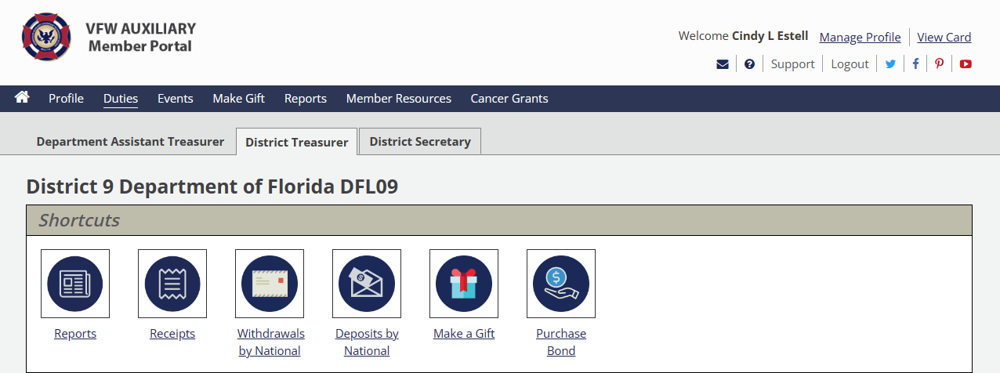 VFW AUXILIARY
Member Portal
Welcome Cindy L Estell Manage Profile View Card
Support Logout
Profile Duties Events Make Gift Reports Member Resources Cancer Grants
Department Assistant Treasurer District Treasurer District Secretary
District 9 Department of Florida DFL09
Shortcuts
Reports Receipts Withdrawals by National Deposits by National Make a Gift Purchase Bond